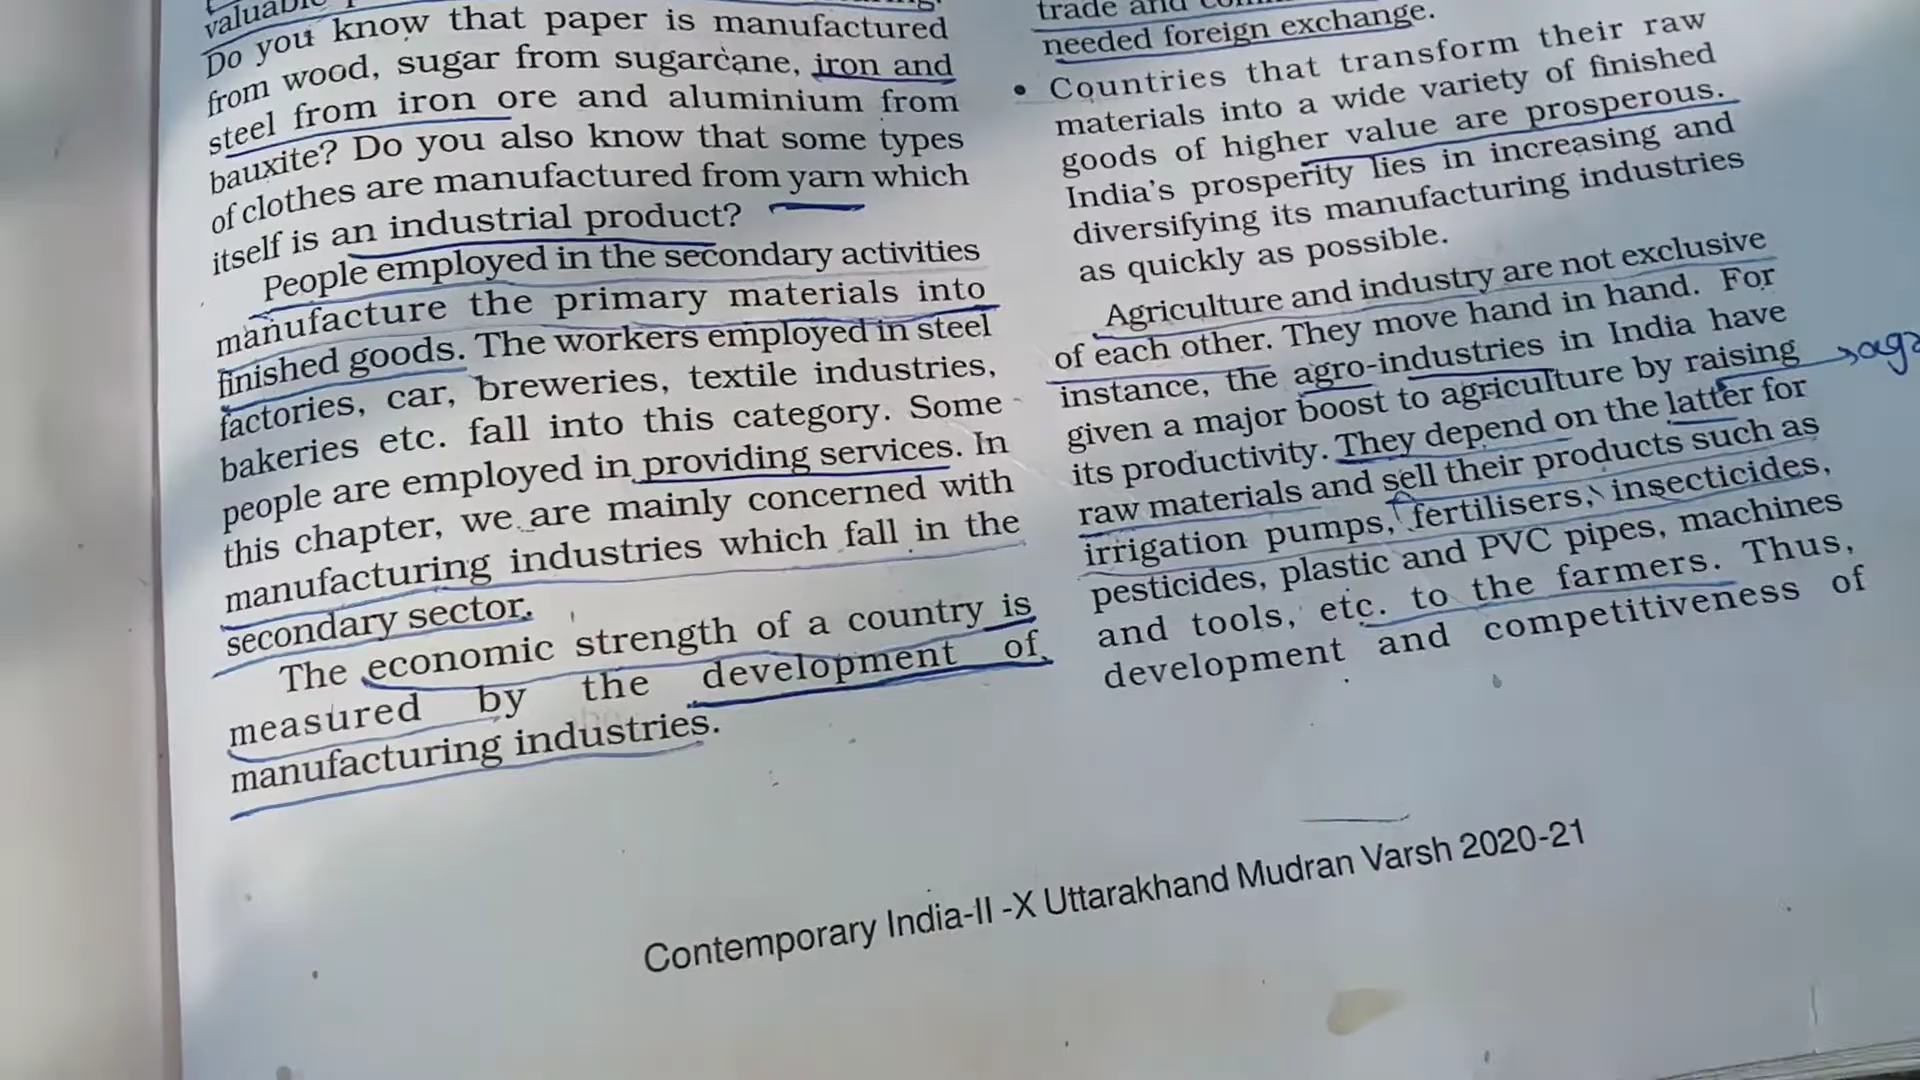 valuable
Do you know that paper is manufactured
from wood, sugar from sugarcane, iron and
steel from iron ore and aluminium from
bauxite? Do you also know that some types
of clothes are manufactured from yarn which
itself is an industrial product?
People employed in the secondary activities
manufacture the primary materials into
finished goods. The workers employed in steel
factories, car, breweries, textile industries,
bakeries etc. fall into this category. Some
people are employed in providing services. In
this chapter, we are mainly concerned with
manufacturing industries which fall in the
secondary sector.
The economic strength of a country is
measured by the development of
manufacturing industries.
trade and
needed foreign exchange.
• Countries that transform their raw
materials into a wide variety of finished
goods of higher value are prosperous.
India's prosperity lies in increasing and
diversifying its manufacturing industries
as quickly as possible.
Agriculture and industry are not exclusive
of each other. They move hand in hand. For
instance, the agro-industries in India have
given a major boost to agriculture by raising
its productivity. They depend on the latter for
raw materials and sell their products such as
irrigation pumps, fertilisers, insecticides,
pesticides, plastic and PVC pipes, machines
and tools, etc. to the farmers. Thus,
development and competitiveness of
Contemporary India-II -X Uttarakhand Mudran Varsh 2020-21